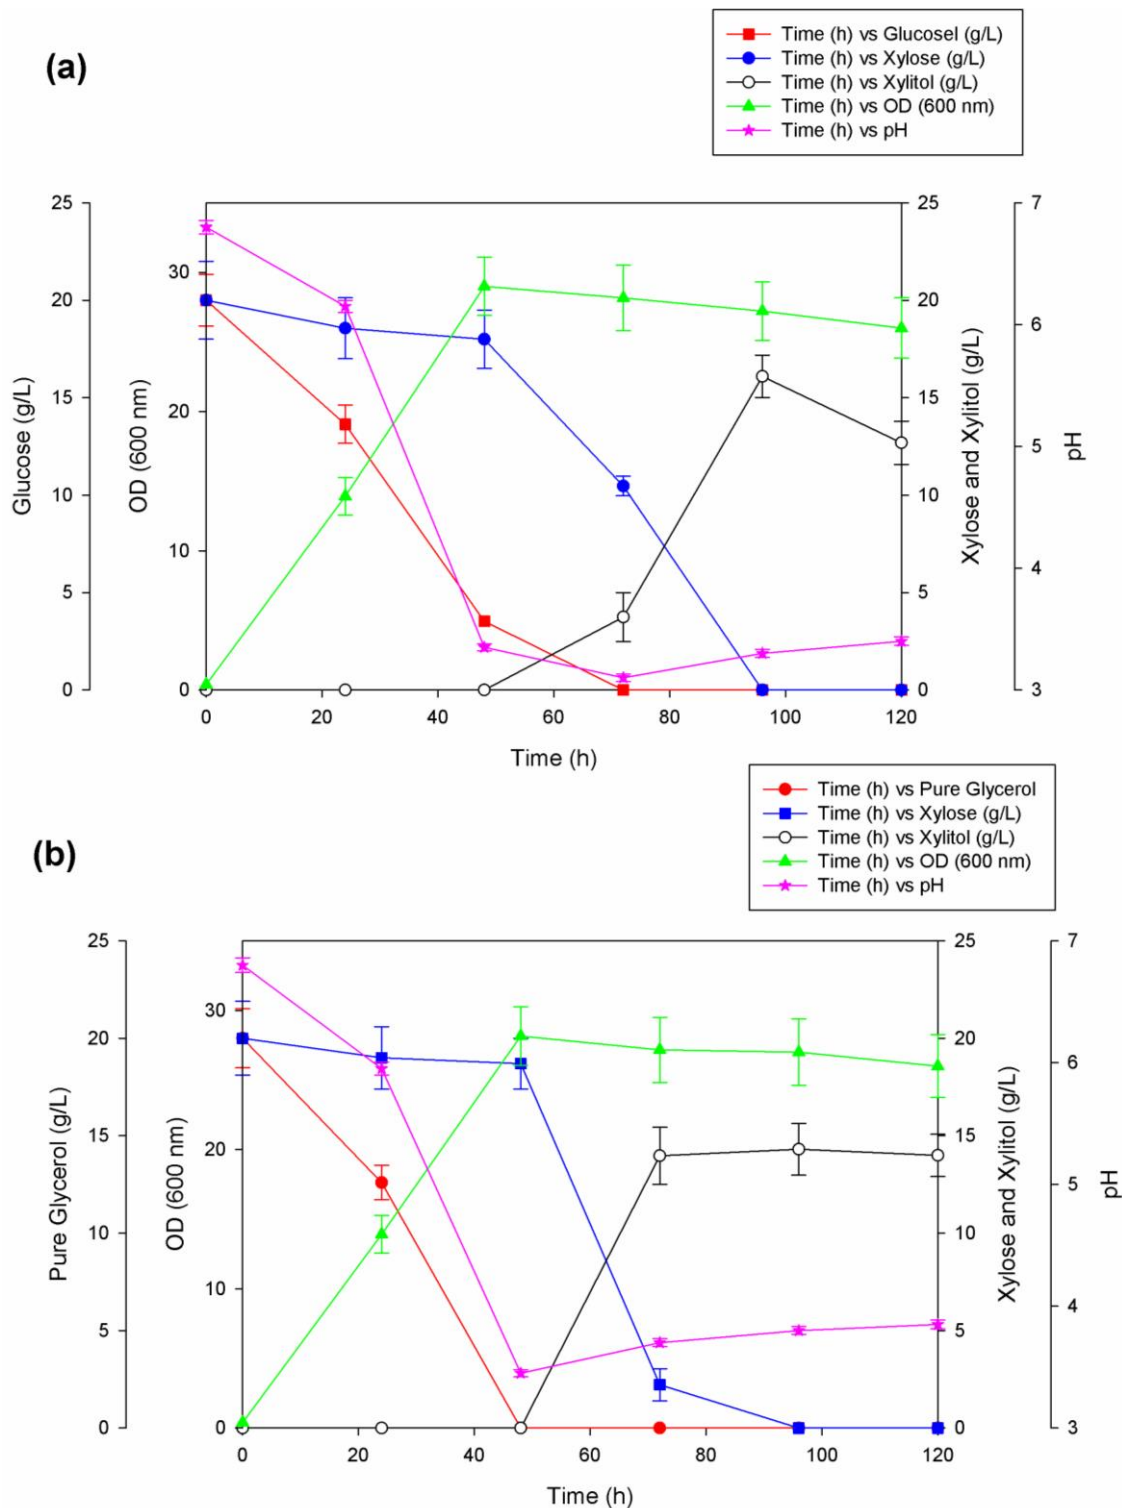 (a)
Time (h) vs Glucosel (g/L)
Time (h) vs Xylose (g/L)
Time (h) vs Xylitol (g/L)
Time (h) vs OD (600 nm)
Time (h) vs pH
Glucose (g/L)
25
20
15
10
5
0
OD (600 nm)
30
20
10
0
Xylose and Xylitol (g/L)
25
20
15
10
5
0
pH
7
6
5
4
3
0 20 40 60 80 100 120
Time (h)
(b)
Time (h) vs Pure Glycerol
Time (h) vs Xylose (g/L)
Time (h) vs Xylitol (g/L)
Time (h) vs OD (600 nm)
Time (h) vs pH
Pure Glycerol (g/L)
25
20
15
10
5
0
OD (600 nm)
30
20
10
0
Xylose and Xylitol (g/L)
25
20
15
10
5
0
pH
7
6
5
4
3
0 20 40 60 80 100 120
Time (h)